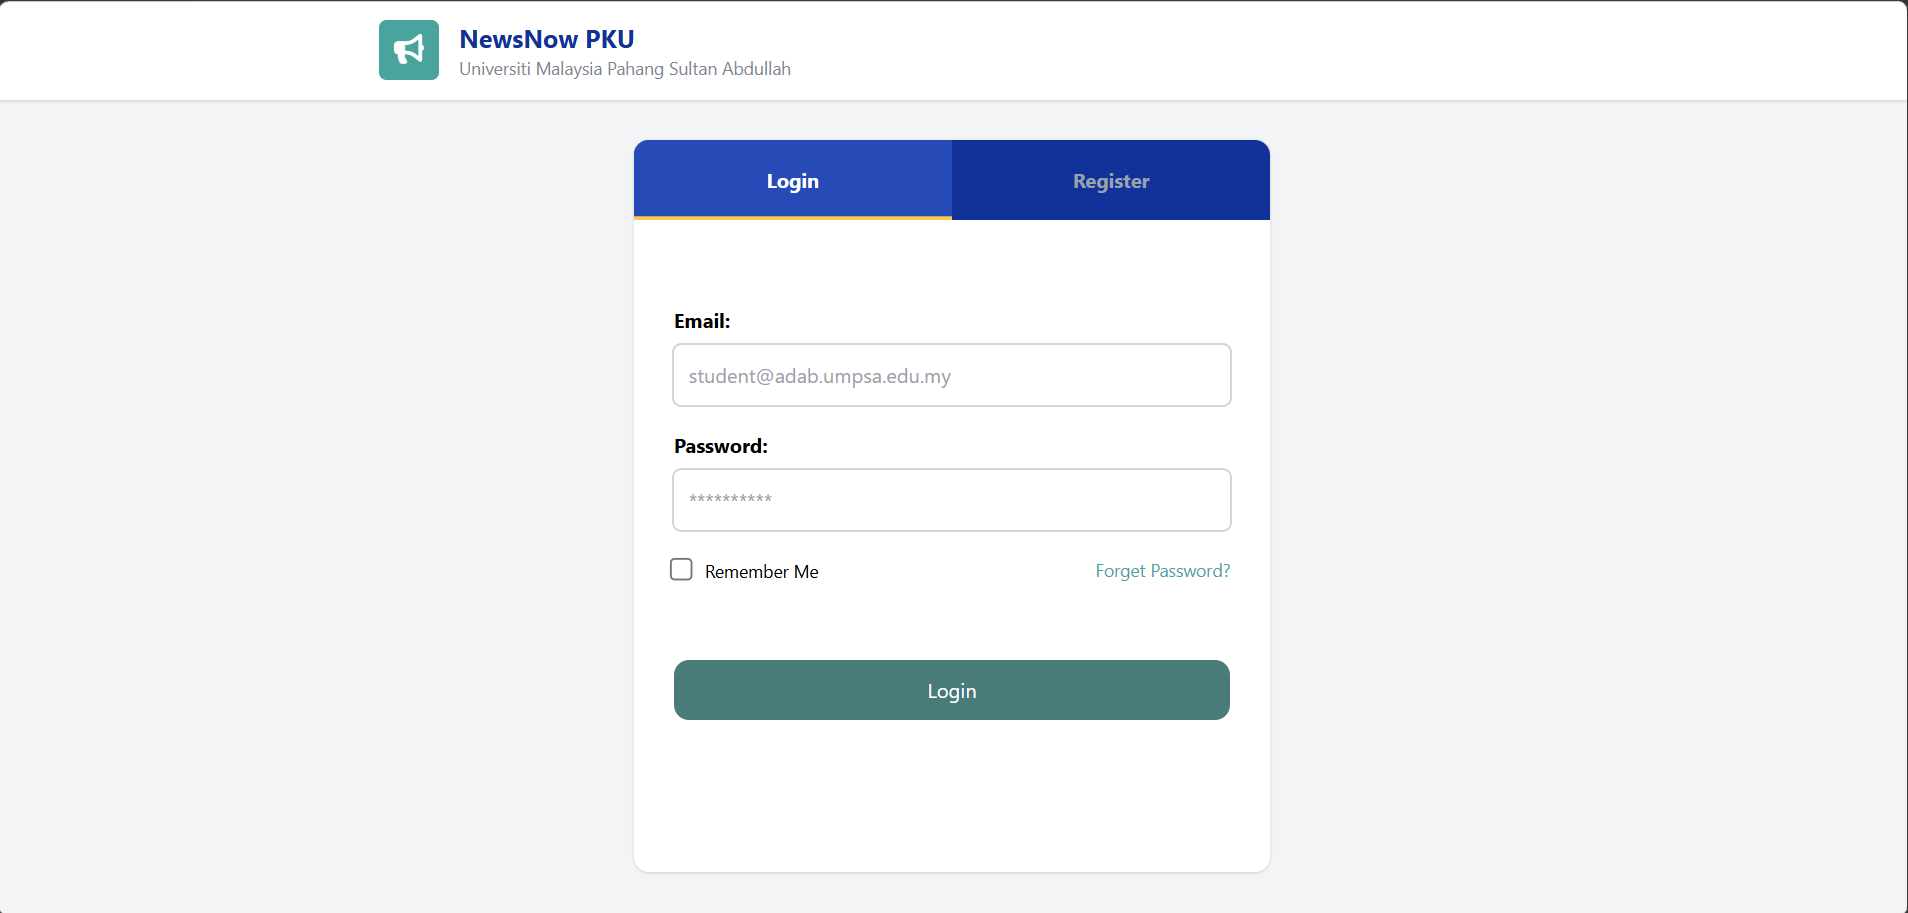 NewsNow PKU
Universiti Malaysia Pahang Sultan Abdullah
Login Register
Email:
student@adab.umpsa.edu.my
Password:
**********
Remember Me Forget Password?
Login